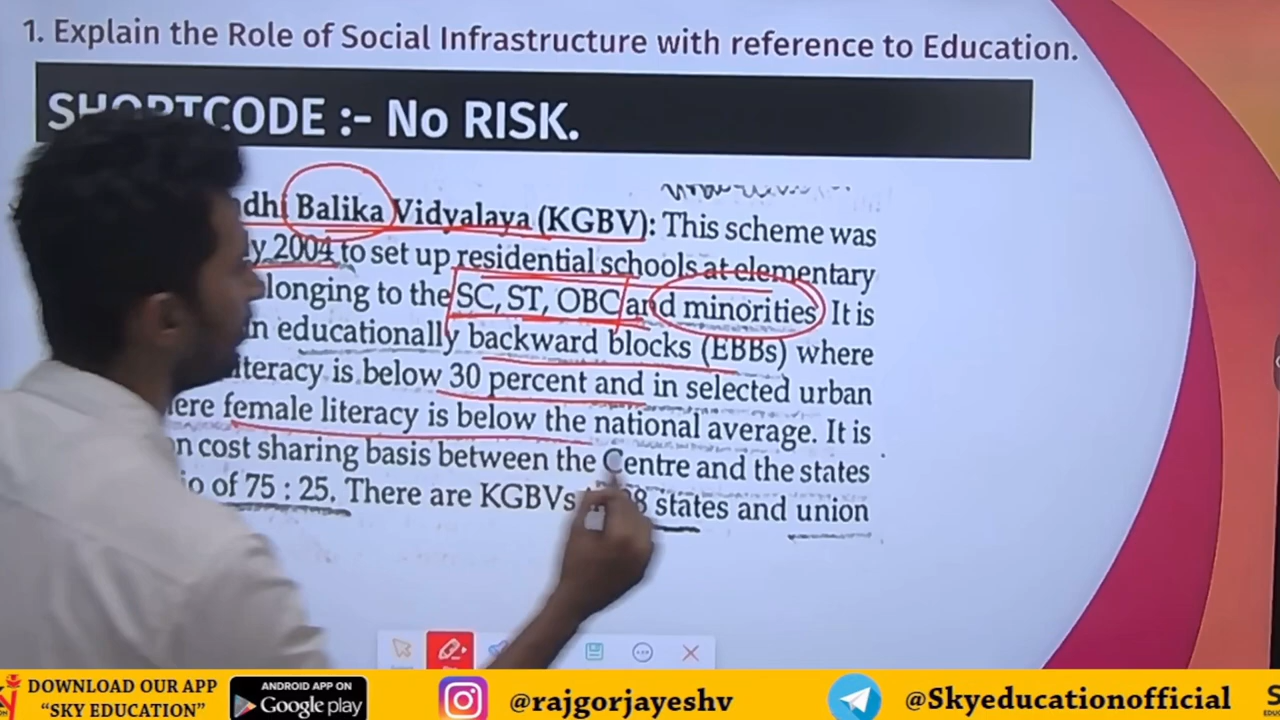 1. Explain the Role of Social Infrastructure with reference to Education.
SHORTCODE :- No RISK.
dhi Balika Vidyalaya (KGBV): This scheme was
y 2004 to set up residential schools at elementary
longing to the SC, ST, OBC and minorities. It is
n educationally backward blocks (EBBs) where
iteracy is below 30 percent and in selected urban
ere female literacy is below the national average. It is
n cost sharing basis between the Centre and the states
io of 75 : 25. There are KGBVs 28 states and union
DOWNLOAD OUR APP
"SKY EDUCATION"
ANDROID APP ON
Google play
@rajgorjayeshv
@Skyeducationofficial